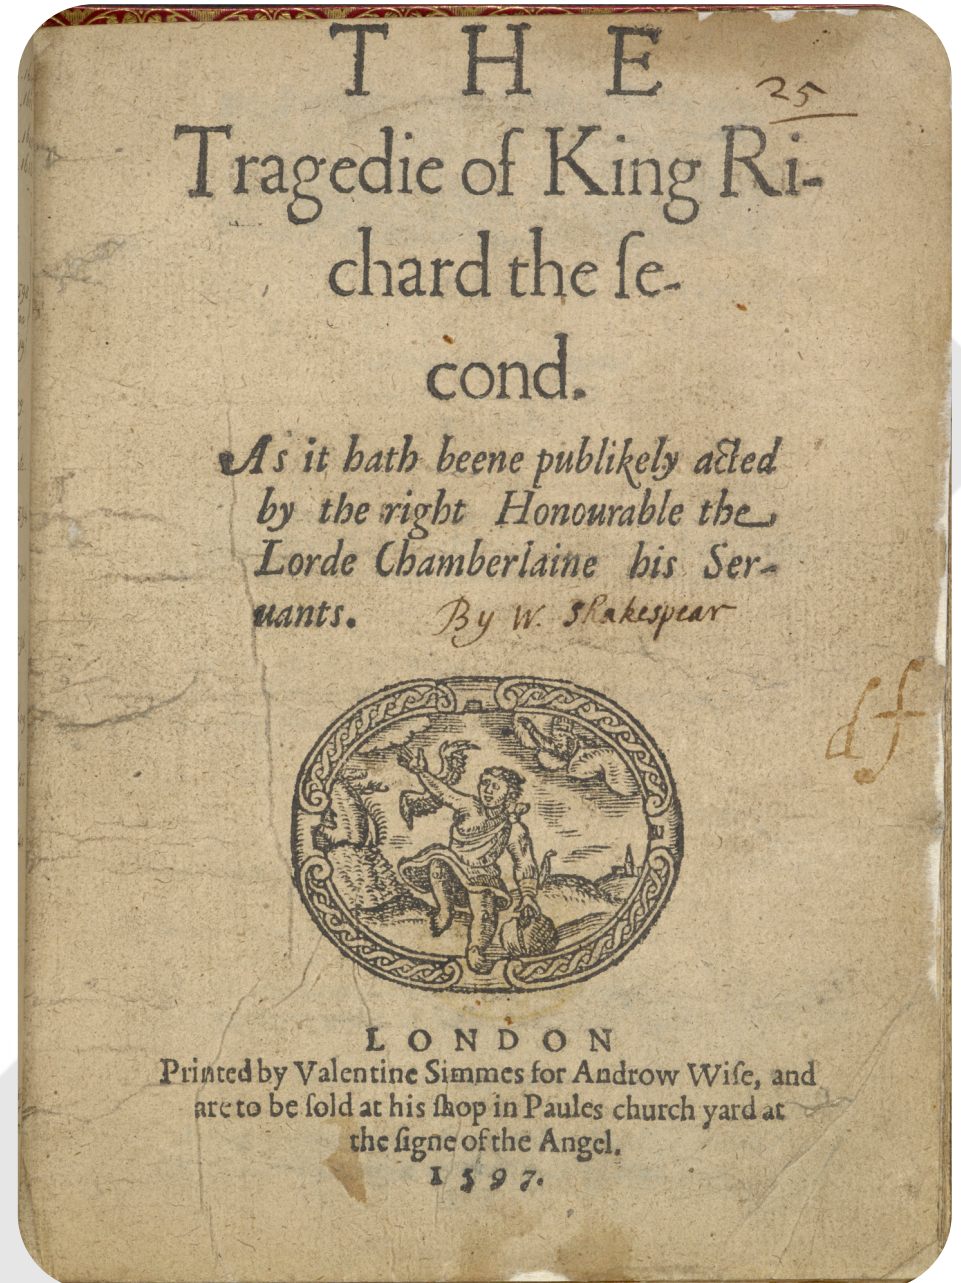 THE
25
Tragedie of King Ri-
chard the ſe-
cond.
As it hath beene publikely acted
by the right Honourable the
Lorde Chamberlaine his Ser-
uants. By W. Shakespear
df
LONDON
Printed by Valentine Simmes for Androw Wiſe, and
are to be ſold at his ſhop in Paules church yard at
the ſigne of the Angel.
1597.